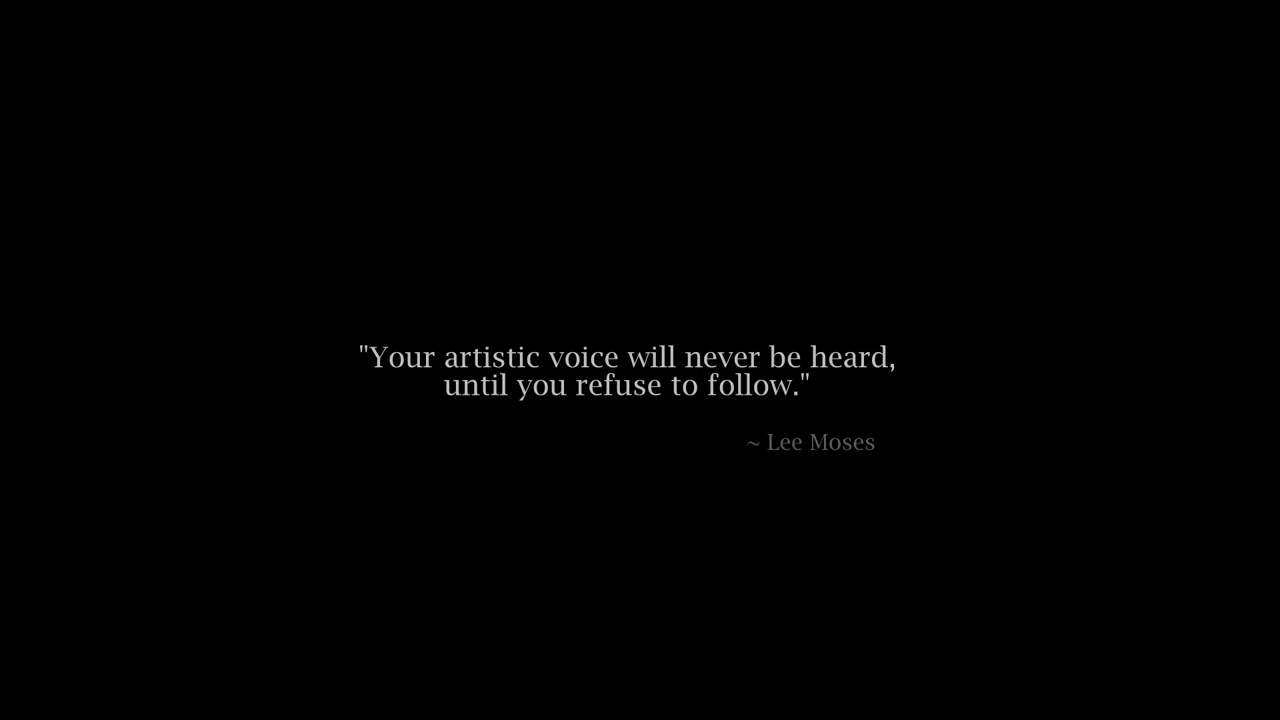 "Your artistic voice will never be heard,
until you refuse to follow."
~ Lee Moses